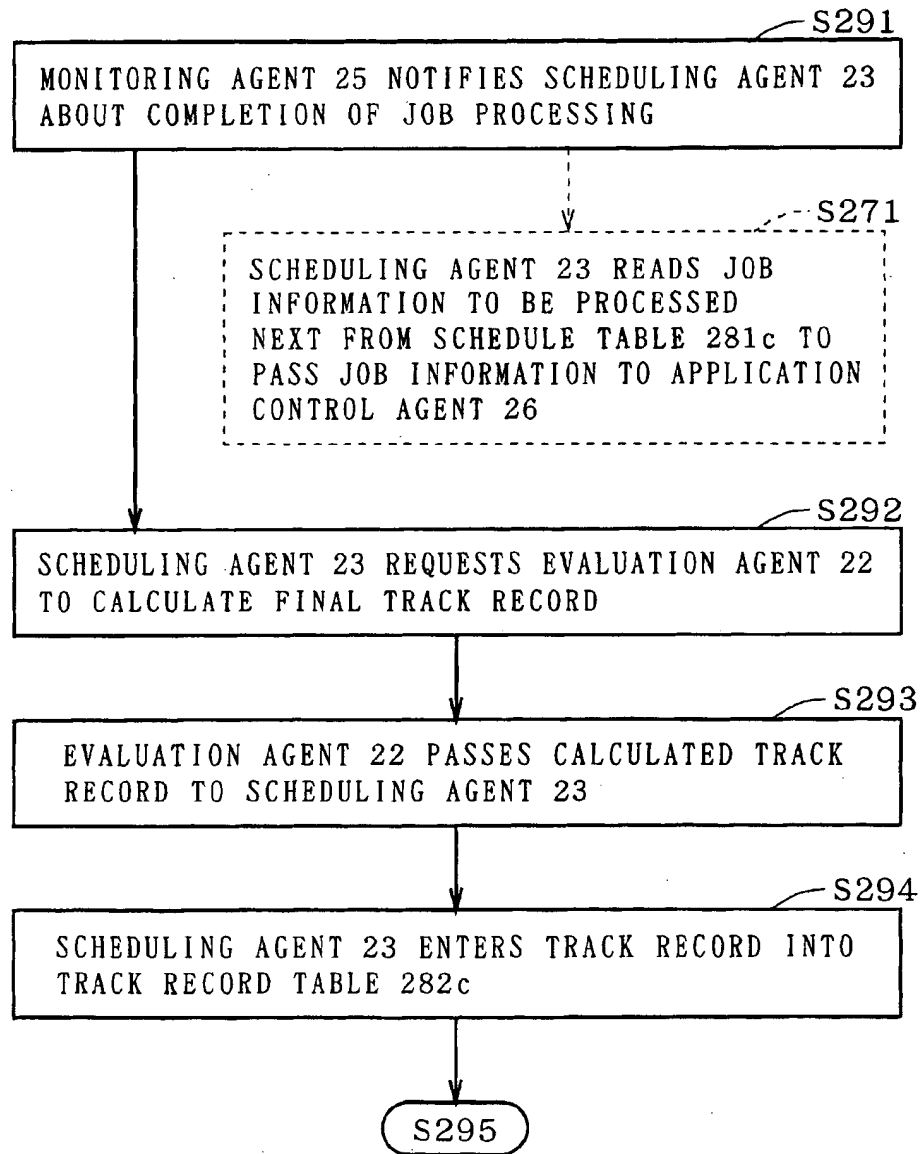 S291
MONITORING AGENT 25 NOTIFIES SCHEDULING AGENT 23
ABOUT COMPLETION OF JOB PROCESSING
S271
SCHEDULING AGENT 23 READS JOB
INFORMATION TO BE PROCESSED
NEXT FROM SCHEDULE TABLE 281c TO
PASS JOB INFORMATION TO APPLICATION
CONTROL AGENT 26
S292
SCHEDULING AGENT 23 REQUESTS EVALUATION AGENT 22
TO CALCULATE FINAL TRACK RECORD
S293
EVALUATION AGENT 22 PASSES CALCULATED TRACK
RECORD TO SCHEDULING AGENT 23
S294
SCHEDULING AGENT 23 ENTERS TRACK RECORD INTO
TRACK RECORD TABLE 282c
S295